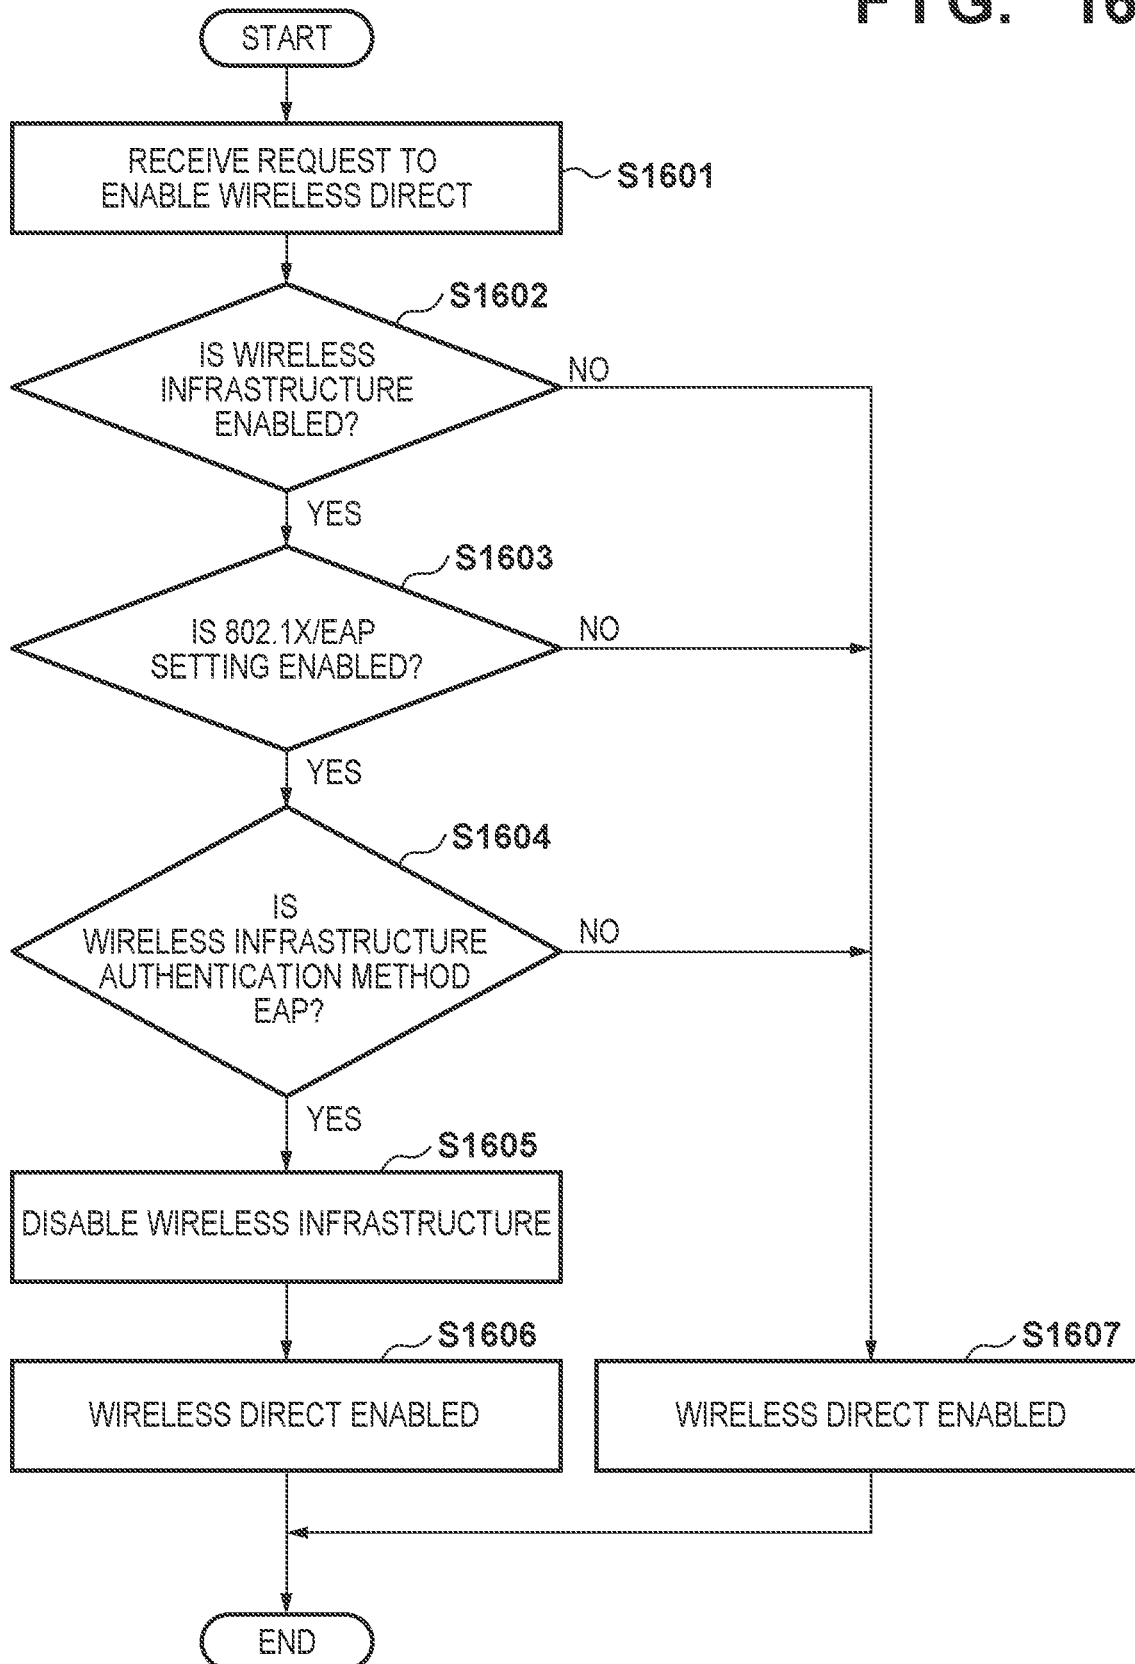 FIG. 16
START
RECEIVE REQUEST TO
ENABLE WIRELESS DIRECT
S1601
S1602
IS WIRELESS
INFRASTRUCTURE
ENABLED?
NO
YES
S1603
IS 802.1X/EAP
SETTING ENABLED?
NO
YES
S1604
IS
WIRELESS INFRASTRUCTURE
AUTHENTICATION METHOD
EAP?
NO
YES
S1605
DISABLE WIRELESS INFRASTRUCTURE
S1606
WIRELESS DIRECT ENABLED
S1607
WIRELESS DIRECT ENABLED
END